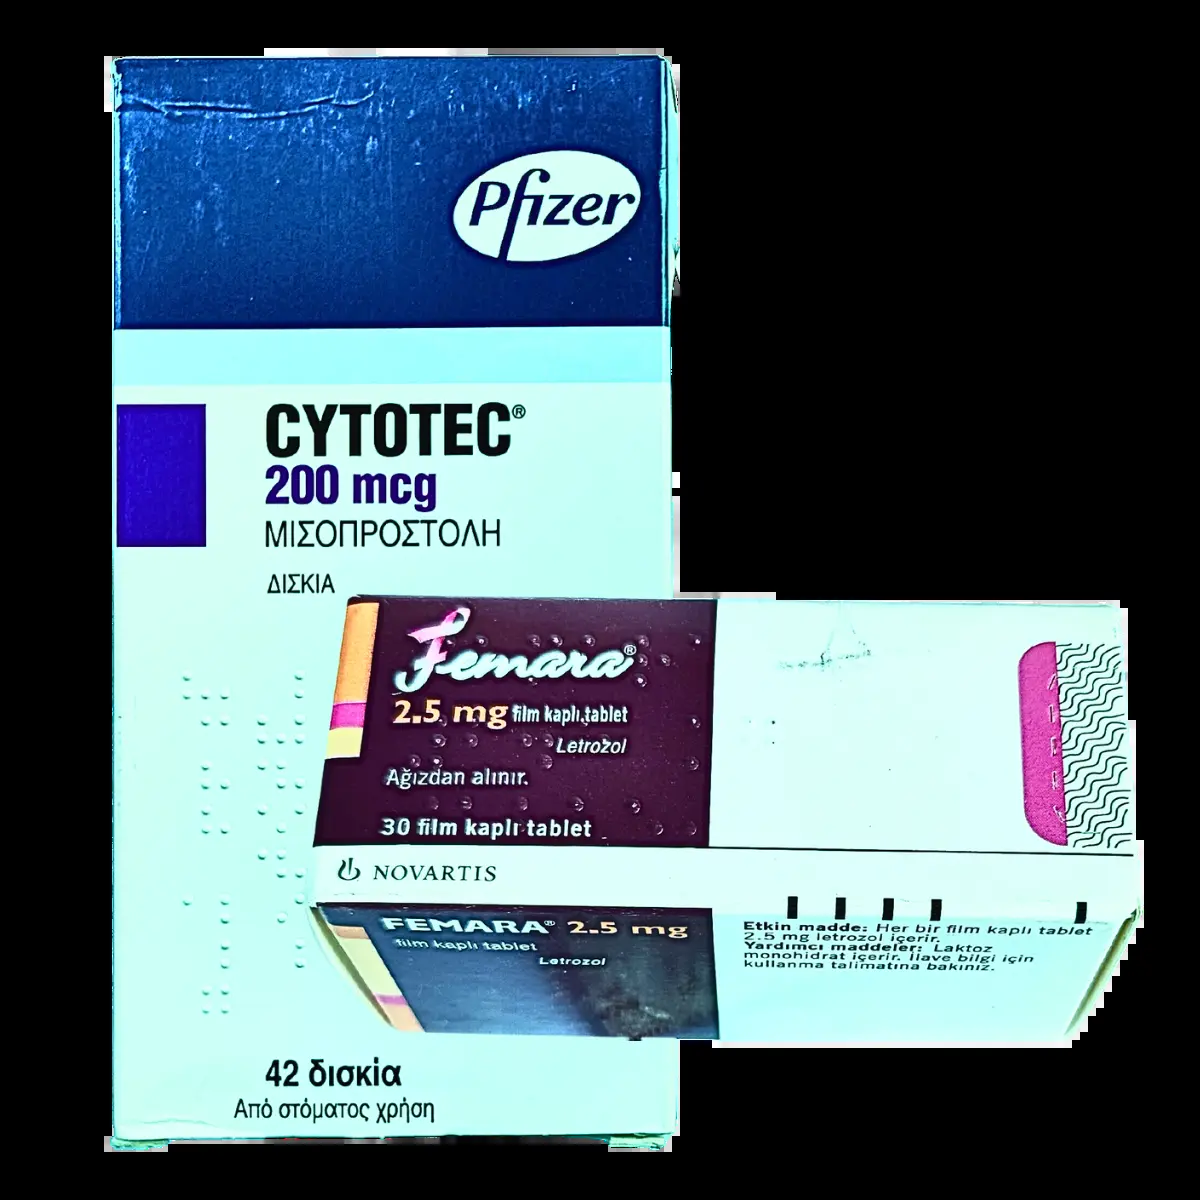 Pfizer
CYTOTEC®
200 mcg
ΜΙΣΟΠΡΟΣΤΟΛΗ
ΔΙΣΚΙΑ
Femara®
2.5 mg film kaplı tablet
Letrozol
Ağızdan alınır.
30 film kaplı tablet
NOVARTIS
FEMARA® 2.5 mg
film kaplı tablet
Letrozol
Etkin madde: Her bir film kaplı tablet
2.5 mg letrozol içerir.
Yardımcı maddeler: Laktoz
monohidrat içerir. İlave bilgi için
kullanma talimatına bakınız.
42 δισκία
Από στόματος χρήση